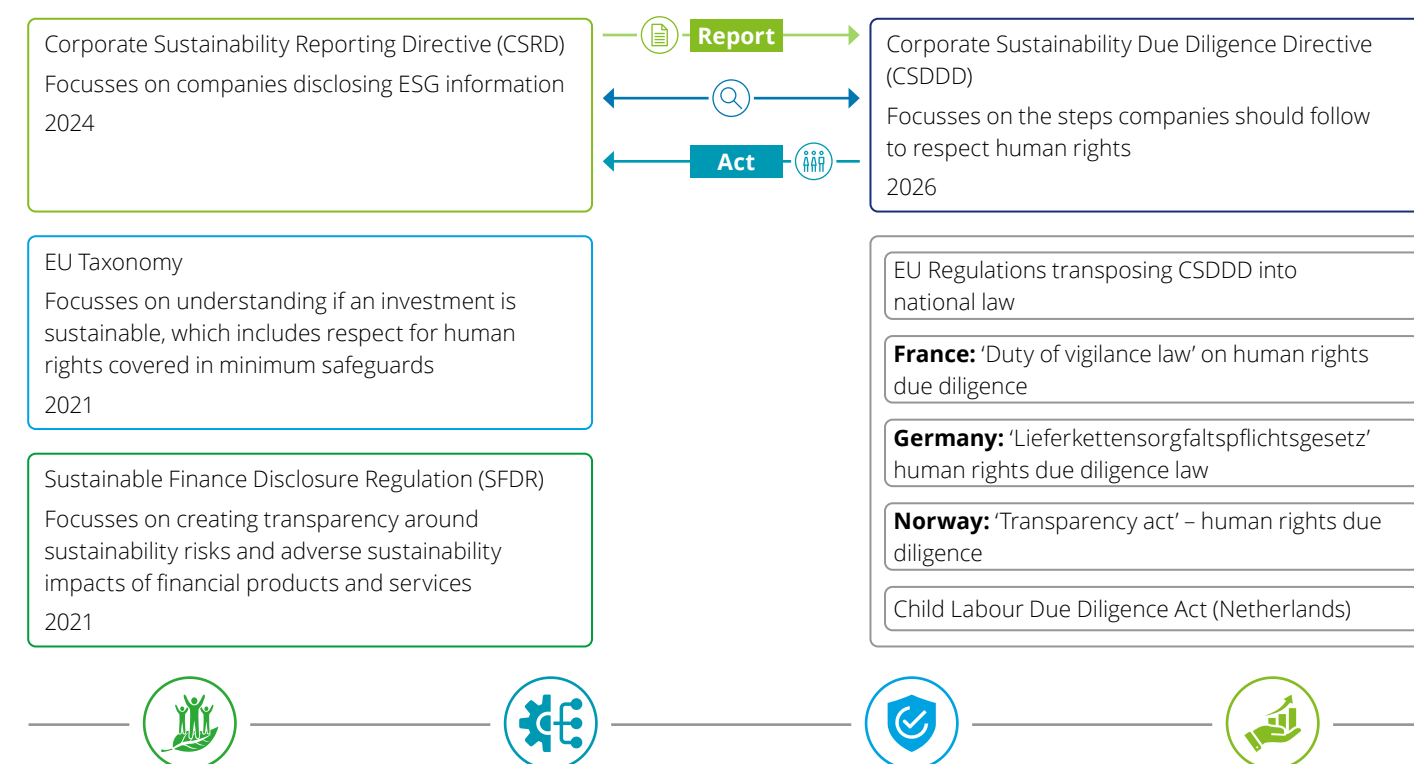 Corporate Sustainability Reporting Directive (CSRD)
Focusses on companies disclosing ESG information
2024
Report
Act
Corporate Sustainability Due Diligence Directive
(CSDDD)
Focusses on the steps companies should follow
to respect human rights
2026
EU Taxonomy
Focusses on understanding if an investment is
sustainable, which includes respect for human
rights covered in minimum safeguards
2021
Sustainable Finance Disclosure Regulation (SFDR)
Focusses on creating transparency around
sustainability risks and adverse sustainability
impacts of financial products and services
2021
EU Regulations transposing CSDDD into
national law
France: ‘Duty of vigilance law’ on human rights
due diligence
Germany: ‘Lieferkettensorgfaltspflichtsgesetz’
human rights due diligence law
Norway: ‘Transparency act’ – human rights due
diligence
Child Labour Due Diligence Act (Netherlands)